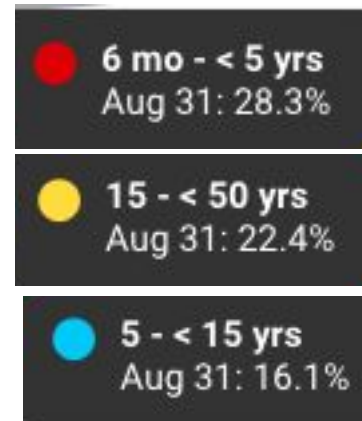 6 mo - < 5 yrs
Aug 31: 28.3%
15 - < 50 yrs
Aug 31: 22.4%
5 - < 15 yrs
Aug 31: 16.1%